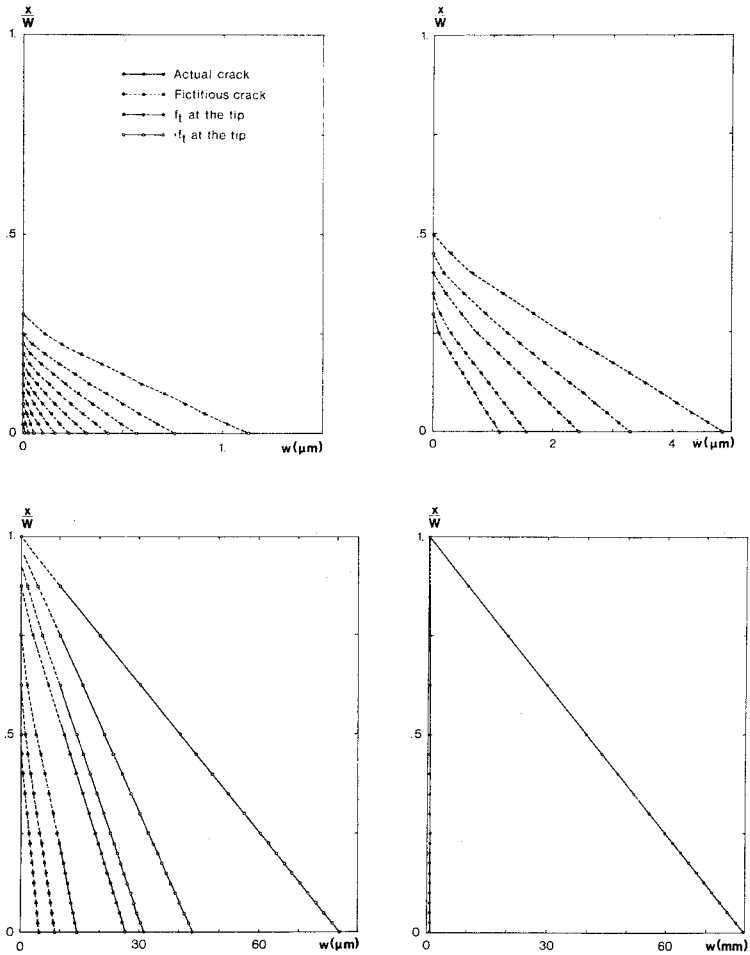 x
W
1.
.5
0
Actual crack
Fictitious crack
ft at the tip
‹ft at the tip
0
1.
w(µm)
x
W
1.
.5
0
0
2
4
w(µm)
x
W
1.
.5
0
0
30
60
w(µm)
x
W
1.
.5
0
0
30
60
w(mm)